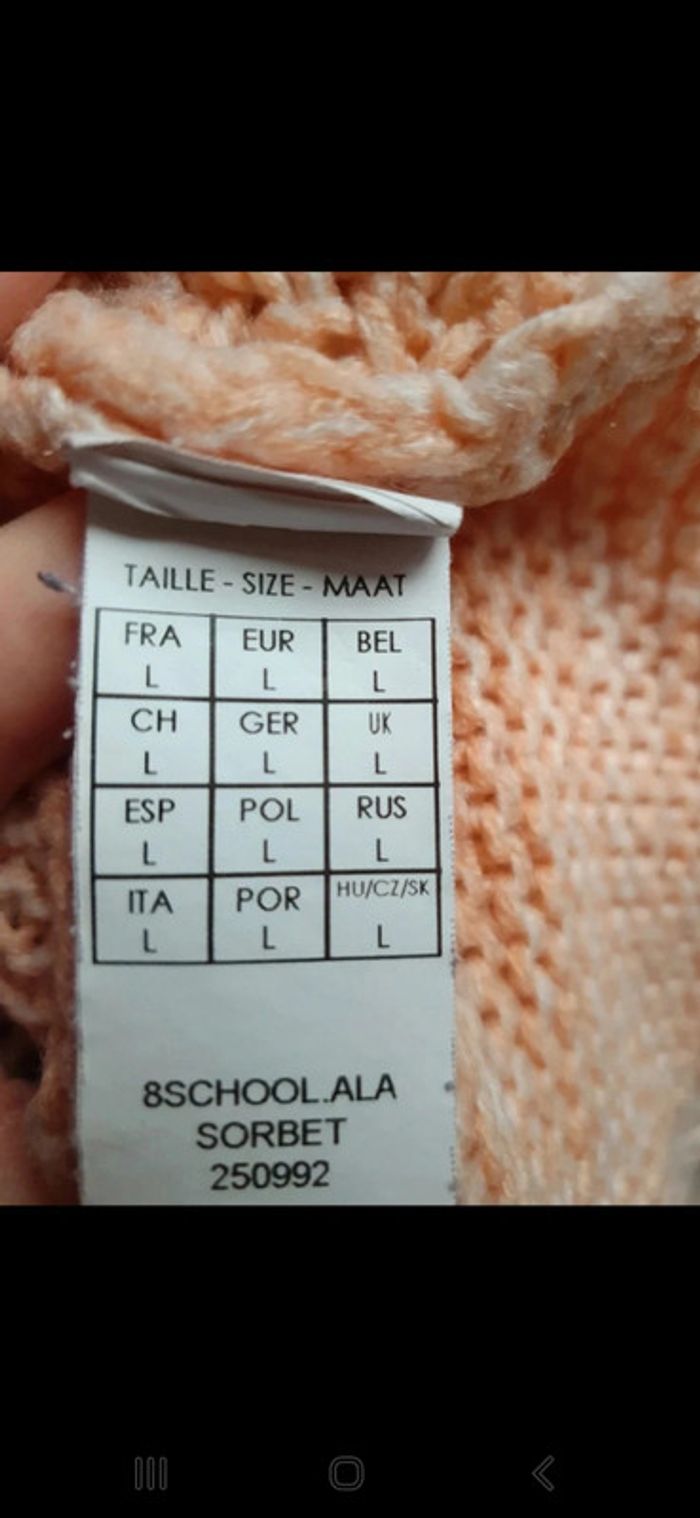 TAILLE - SIZE - MAAT
FRA EUR BEL
L L L
CH GER UK
L L L
ESP POL RUS
L L L
ITA POR HU/CZ/SK
L L L
8SCHOOL.ALA
SORBET
250992